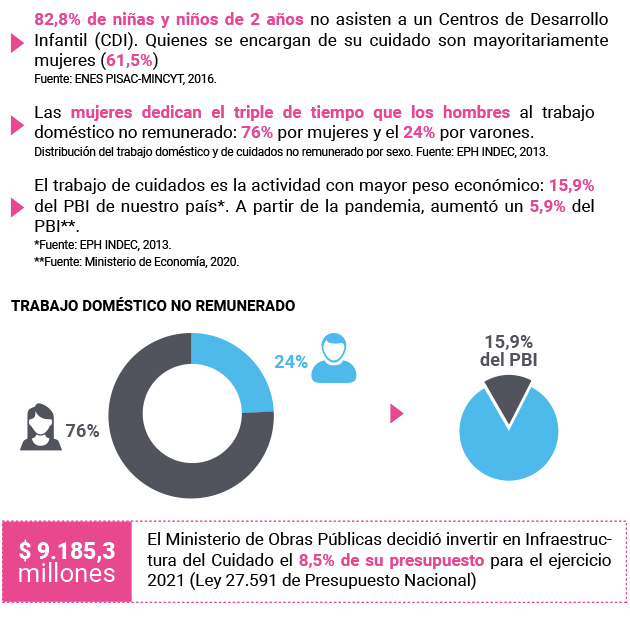 82,8% de niñas y niños de 2 años no asisten a un Centros de Desarrollo
Infantil (CDI). Quienes se encargan de su cuidado son mayoritariamente
mujeres (61,5%)
Fuente: ENES PISAC-MINCYT, 2016.
Las mujeres dedican el triple de tiempo que los hombres al trabajo
doméstico no remunerado: 76% por mujeres y el 24% por varones.
Distribución del trabajo doméstico y de cuidados no remunerado por sexo. Fuente: EPH INDEC, 2013.
El trabajo de cuidados es la actividad con mayor peso económico: 15,9%
del PBI de nuestro país*. A partir de la pandemia, aumentó un 5,9% del
PBI**.
*Fuente: EPH INDEC, 2013.
**Fuente: Ministerio de Economía, 2020.
TRABAJO DOMÉSTICO NO REMUNERADO
24%
76%
15,9%
del PBI
$ 9.185,3
millones
El Ministerio de Obras Públicas decidió invertir en Infraestruc-
tura del Cuidado el 8,5% de su presupuesto para el ejercicio
2021 (Ley 27.591 de Presupuesto Nacional)